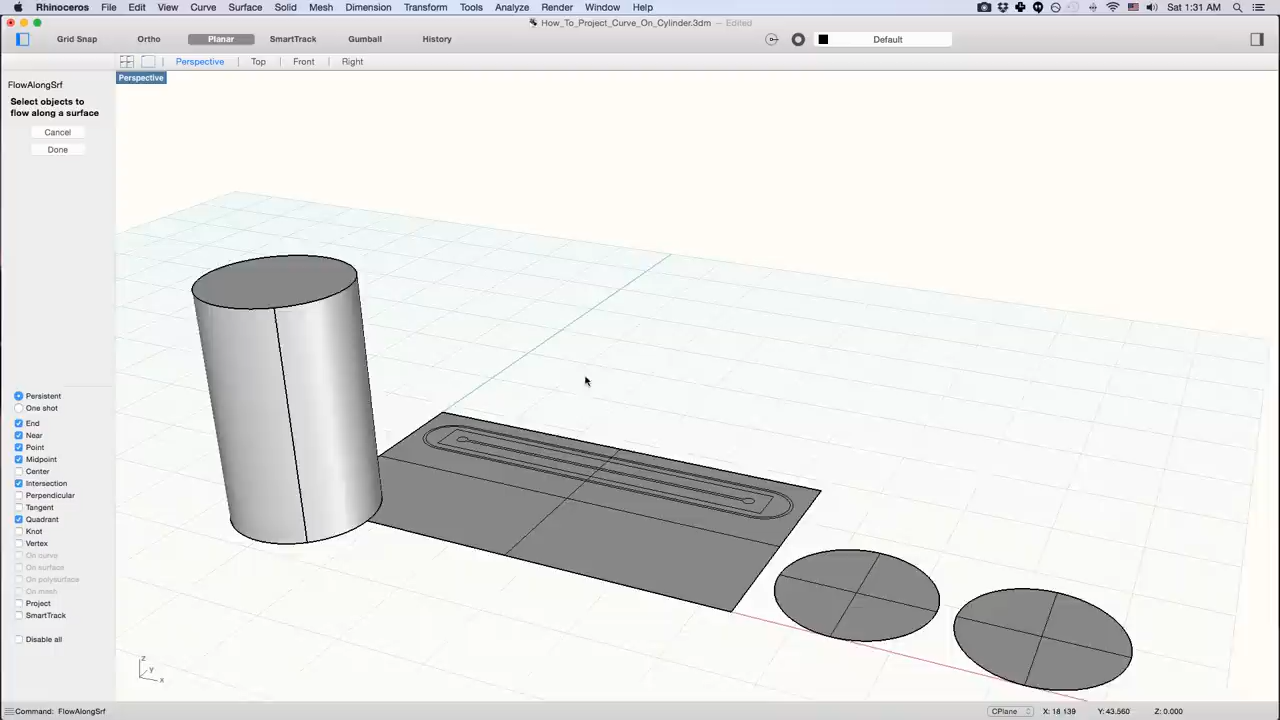 Rhinoceros File Edit View Curve Surface Solid Mesh Dimension Transform Tools Analyze Render Window Help Sat 1:31 AM
How_To_Project_Curve_On_Cylinder.3dm — Edited
Grid Snap Ortho Planar SmartTrack Gumball History Default
Perspective Top Front Right
Perspective
FlowAlongSrf
Select objects to
flow along a surface
Cancel
Done
Persistent
One shot
End
Near
Point
Midpoint
Center
Intersection
Perpendicular
Tangent
Quadrant
Knot
Vertex
On curve
On surface
On polysurface
On mesh
Project
SmartTrack
Disable all
z
y
x
Command: FlowAlongSrf CPlane X: 18.139 Y: 43.560 Z: 0.000